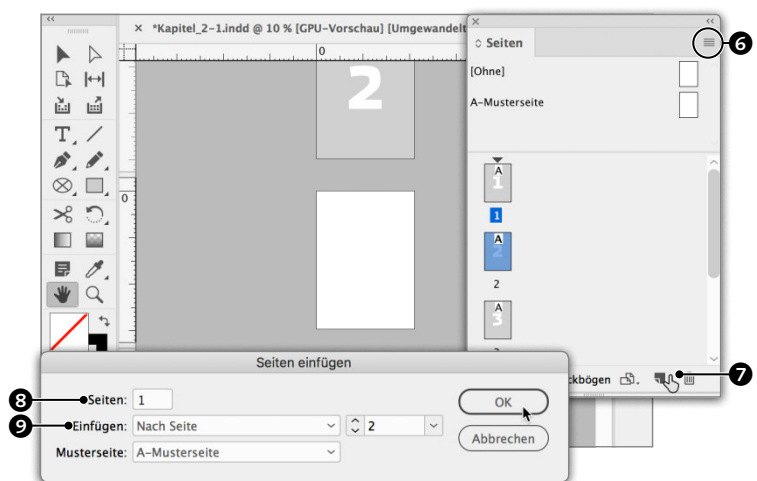 × *Kapitel_2-1.indd @ 10 % [GPU-Vorschau] [Umgewandelt
0
2
0
Seiten
6
[Ohne]
A-Musterseite
A
1
1
A
2
2
A
3
ckbögen
7
Seiten einfügen
8 Seiten: 1
OK
9 Einfügen: Nach Seite 2
Abbrechen
Musterseite: A-Musterseite